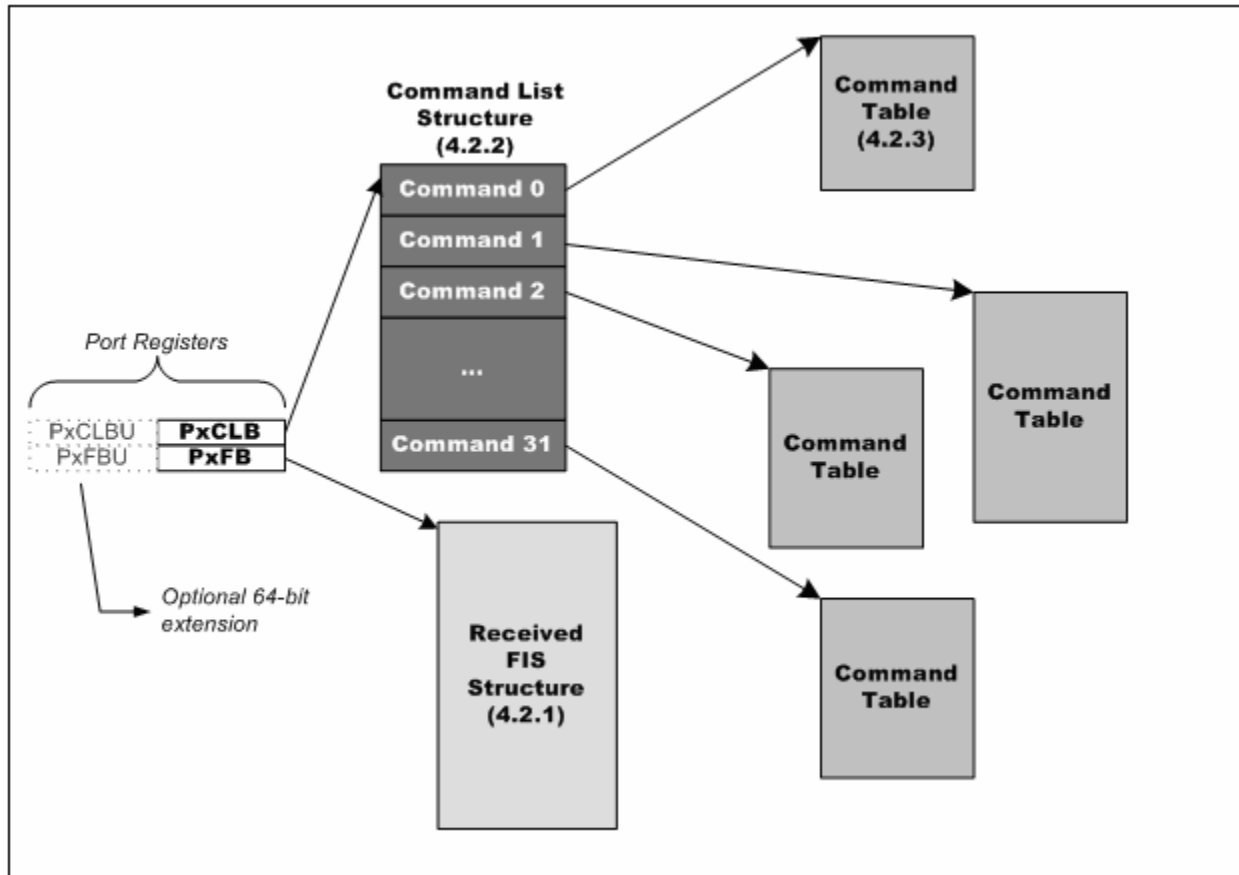 Command List
Structure
(4.2.2)
Command 0
Command 1
Command 2
...
Command 31
Command
Table
(4.2.3)
Command
Table
Command
Table
Command
Table
Port Registers
PxCLBU PxCLB
PxFBU PxFB
Optional 64-bit
extension
Received
FIS
Structure
(4.2.1)